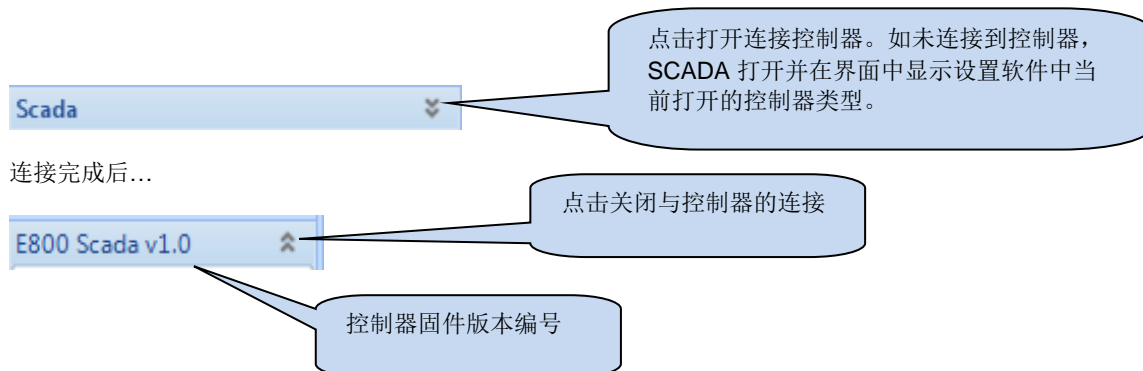 点击打开连接控制器。如未连接到控制器，
SCADA 打开并在界面中显示设置软件中当
前打开的控制器类型。
Scada
连接完成后…
点击关闭与控制器的连接
E800 Scada v1.0
控制器固件版本编号